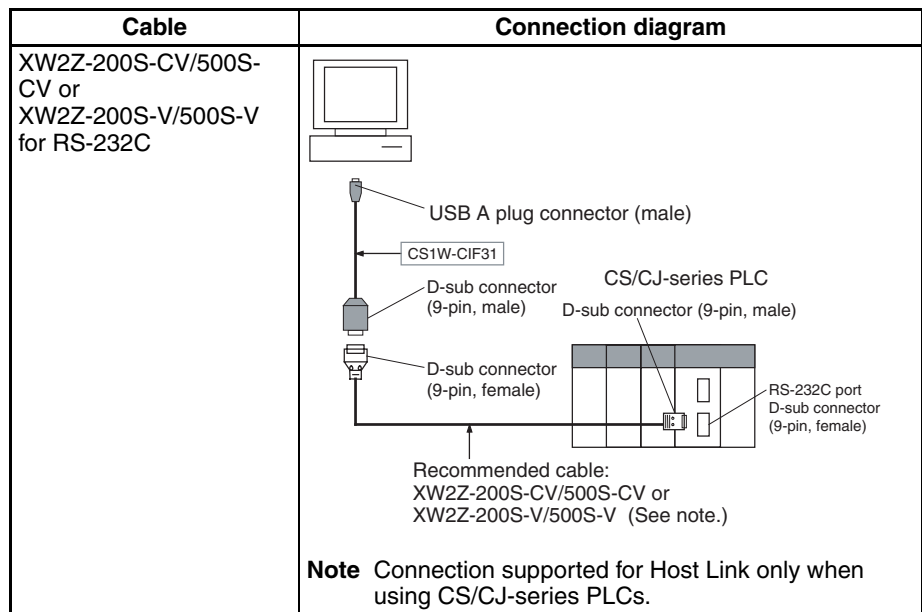 Cable
Connection diagram
XW2Z-200S-CV/500S-
CV or
XW2Z-200S-V/500S-V
for RS-232C
USB A plug connector (male)
CS1W-CIF31
D-sub connector
(9-pin, male)
CS/CJ-series PLC
D-sub connector (9-pin, male)
D-sub connector
(9-pin, female)
RS-232C port
D-sub connector
(9-pin, female)
Recommended cable:
XW2Z-200S-CV/500S-CV or
XW2Z-200S-V/500S-V (See note.)
Note Connection supported for Host Link only when
using CS/CJ-series PLCs.